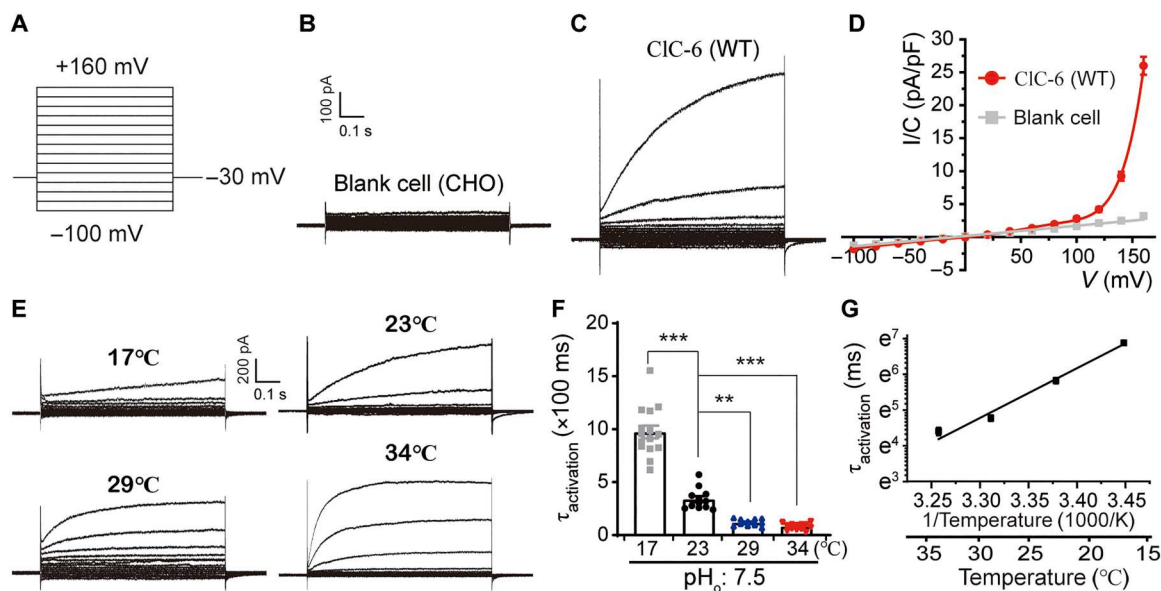 A
+160 mV
−30 mV
−100 mV
B
100 pA
0.1 s
Blank cell (CHO)
C
ClC-6 (WT)
D
I/C (pA/pF)
30
25
20
15
10
5
−5
−100
−50
50
100
150
V (mV)
ClC-6 (WT)
Blank cell
E
17°C
200 pA
0.1 s
23°C
29°C
34°C
F
τactivation (×100 ms)
20
15
10
5
0
***
***
**
17 23 29 34 (°C)
pHo: 7.5
G
τactivation (ms)
e⁷
e⁶
e⁵
e⁴
e³
3.25 3.31 3.38 3.45
1/Temperature (1000/K)
35 30 25 20 15
Temperature (°C)